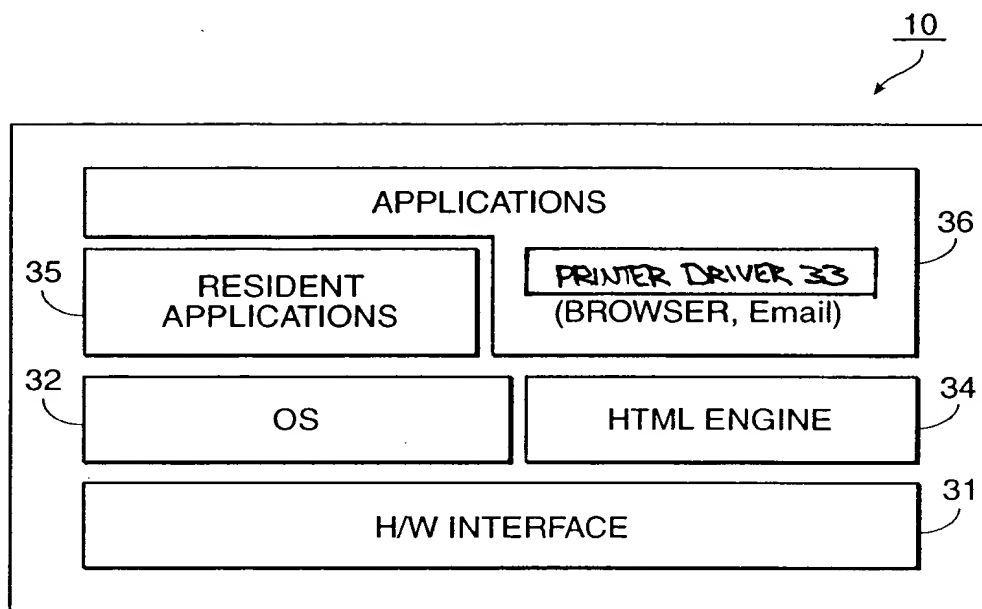 10
APPLICATIONS
36
35
RESIDENT
APPLICATIONS
PRINTER DRIVER 33
(BROWSER, Email)
32
OS
HTML ENGINE
34
31
H/W INTERFACE